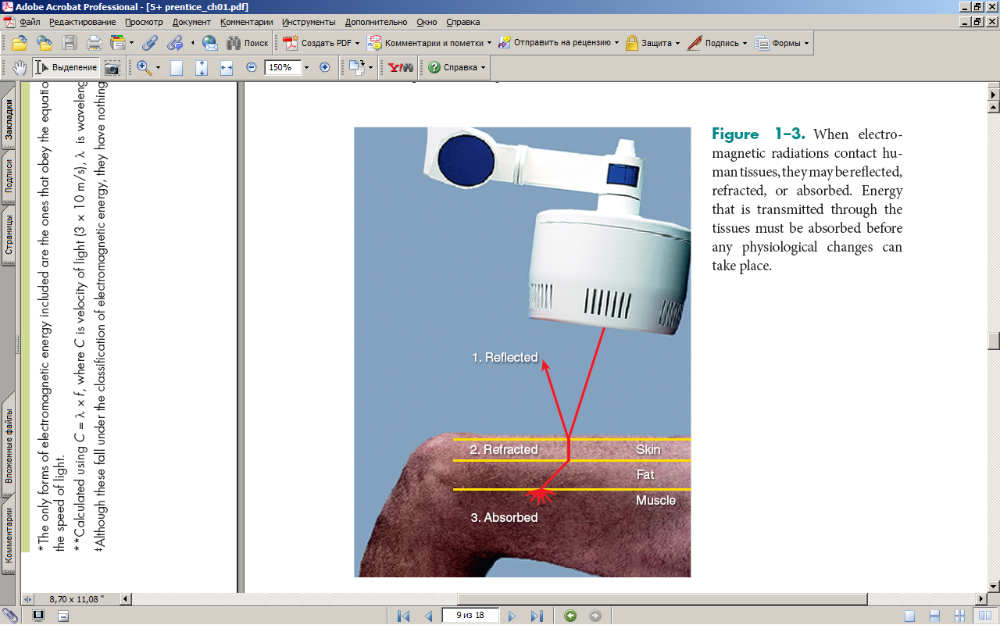 Adobe Acrobat Professional - [5+ prentice_ch01.pdf]
Файл Редактирование Просмотр Документ Комментарии Инструменты Дополнительно Окно Справка
Поиск Создать PDF Комментарии и пометки Отправить на рецензию Защита Подпись Формы
Выделение 150% Y! Справка
Закладки
Подписи
Страницы
Вложенные файлы
Комментарии
*The only forms of electromagnetic energy included are the ones that obey the equatio
the speed of light.
**Calculated using C = λ × f, where C is velocity of light (3 × 10 m/s), λ is waveleng
‡Although these fall under the classification of electromagnetic energy, they have nothing
1. Reflected
2. Refracted Skin
Fat
Muscle
3. Absorbed
Figure 1–3. When electro-
magnetic radiations contact hu-
man tissues, they may be reflected,
refracted, or absorbed. Energy
that is transmitted through the
tissues must be absorbed before
any physiological changes can
take place.
8,70 x 11,08 "
9 из 18